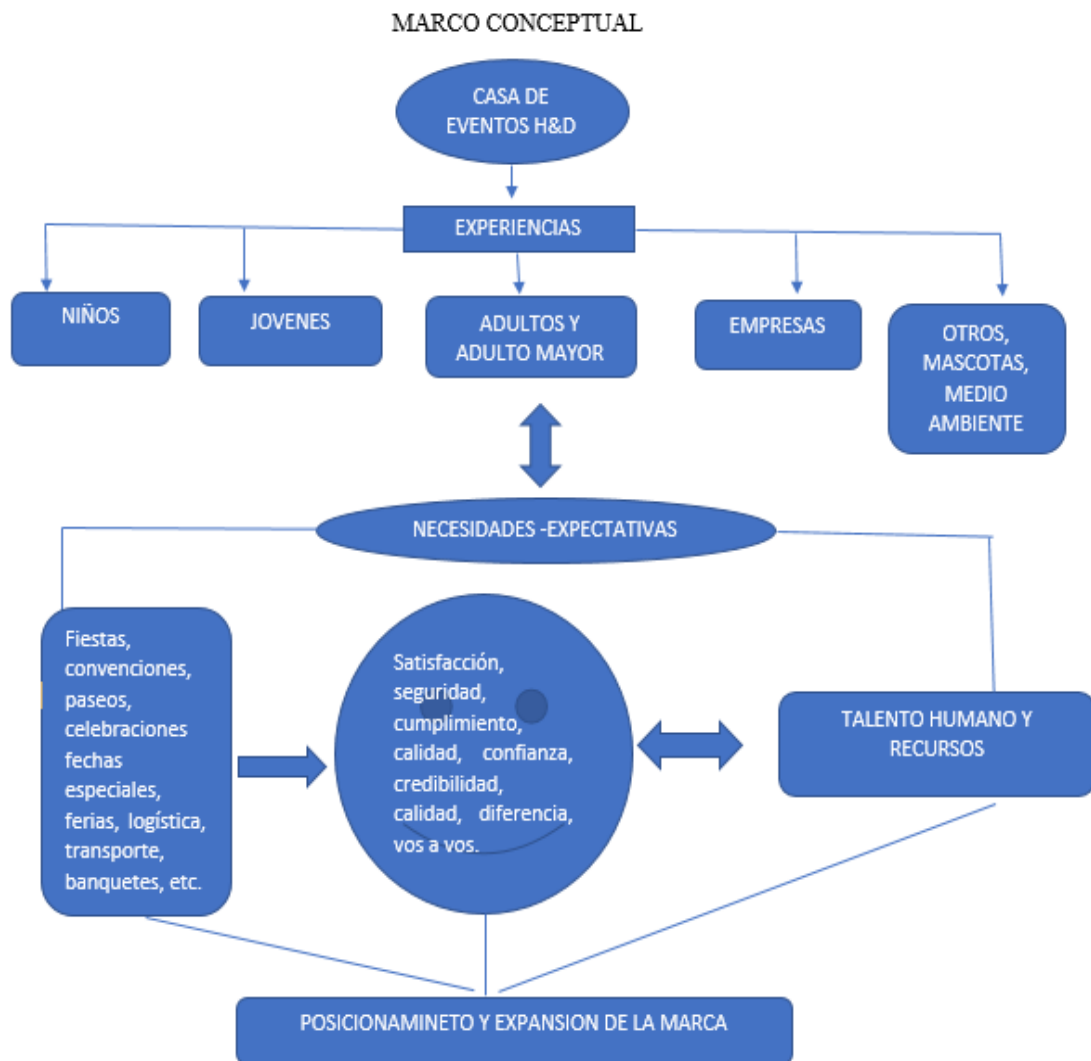 MARCO CONCEPTUAL
CASA DE
EVENTOS H&D
EXPERIENCIAS
NIÑOS
JOVENES
ADULTOS Y
ADULTO MAYOR
EMPRESAS
OTROS,
MASCOTAS,
MEDIO
AMBIENTE
NECESIDADES -EXPECTATIVAS
Fiestas,
convenciones,
paseos,
celebraciones
fechas
especiales,
ferias, logística,
transporte,
banquetes, etc.
Satisfacción,
seguridad,
cumplimiento,
calidad, confianza,
credibilidad,
calidad, diferencia,
vos a vos.
TALENTO HUMANO Y
RECURSOS
POSICIONAMINETO Y EXPANSION DE LA MARCA